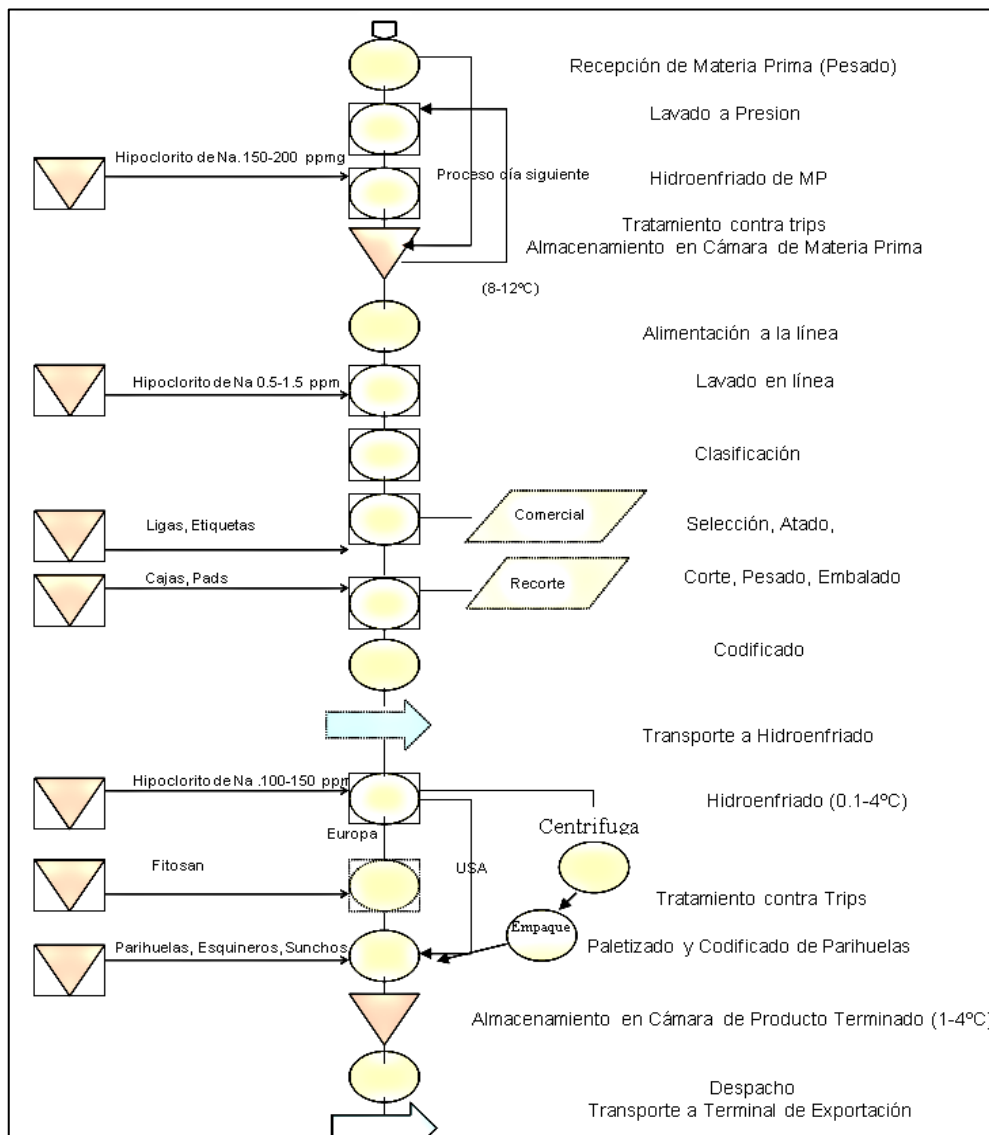 Recepción de Materia Prima (Pesado)
Lavado a Presion
Hipoclorito de Na. 150-200 ppmg
Proceso día siguiente
Hidroenfriado de MP
Tratamiento contra trips
Almacenamiento en Cámara de Materia Prima
(8-12ºC)
Alimentación a la línea
Hipoclorito de Na 0.5-1.5 ppm
Lavado en línea
Clasificación
Ligas, Etiquetas
Comercial
Selección, Atado,
Cajas, Pads
Recorte
Corte, Pesado, Embalado
Codificado
Transporte a Hidroenfriado
Hipoclorito de Na .100-150 ppm
Hidroenfriado (0.1-4ºC)
Europa
Centrifuga
Fitosan
USA
Tratamiento contra Trips
Empaque
Parihuelas, Esquineros, Sunchos
Paletizado y Codificado de Parihuelas
Almacenamiento en Cámara de Producto Terminado (1-4ºC)
Despacho
Transporte a Terminal de Exportación